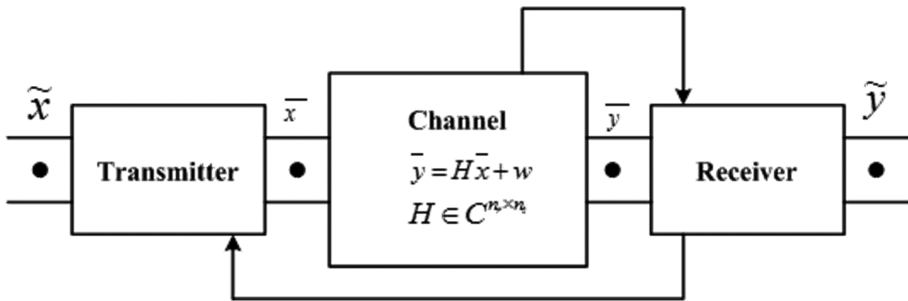 x̃
Transmitter
x̅
Channel
y̅ = Hx̅ + w
H ∈ C^{n_r×n_t}
y̅
Receiver
ỹ